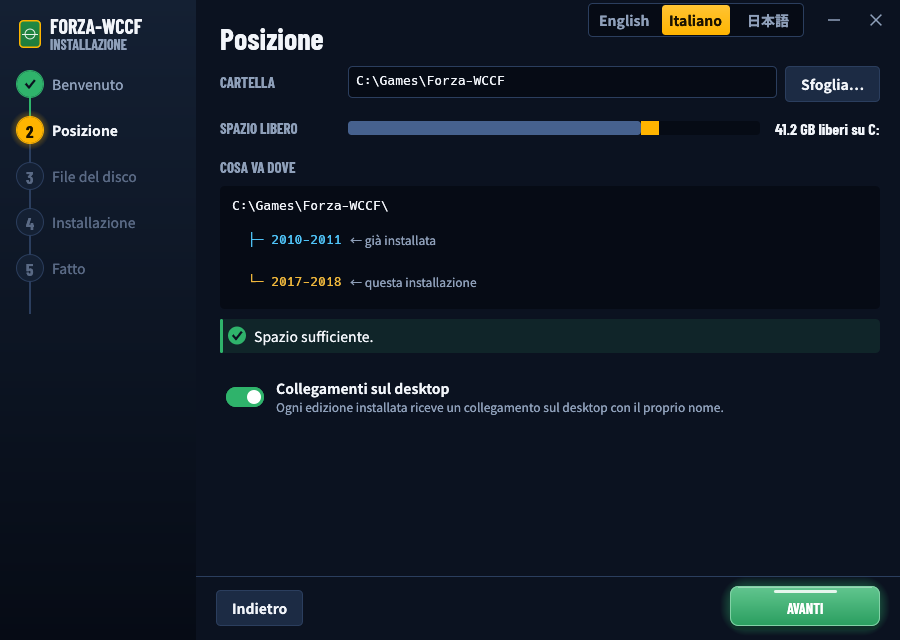 FORZA-WCCF
INSTALLAZIONE
Benvenuto
2 Posizione
3 File del disco
4 Installazione
5 Fatto
English Italiano 日本語
Posizione
CARTELLA C:\Games\Forza-WCCF Sfoglia...
SPAZIO LIBERO 41.2 GB liberi su C:
COSA VA DOVE
C:\Games\Forza-WCCF\
├─ 2010-2011 ← già installata
└─ 2017-2018 ← questa installazione
Spazio sufficiente.
Collegamenti sul desktop
Ogni edizione installata riceve un collegamento sul desktop con il proprio nome.
Indietro AVANTI